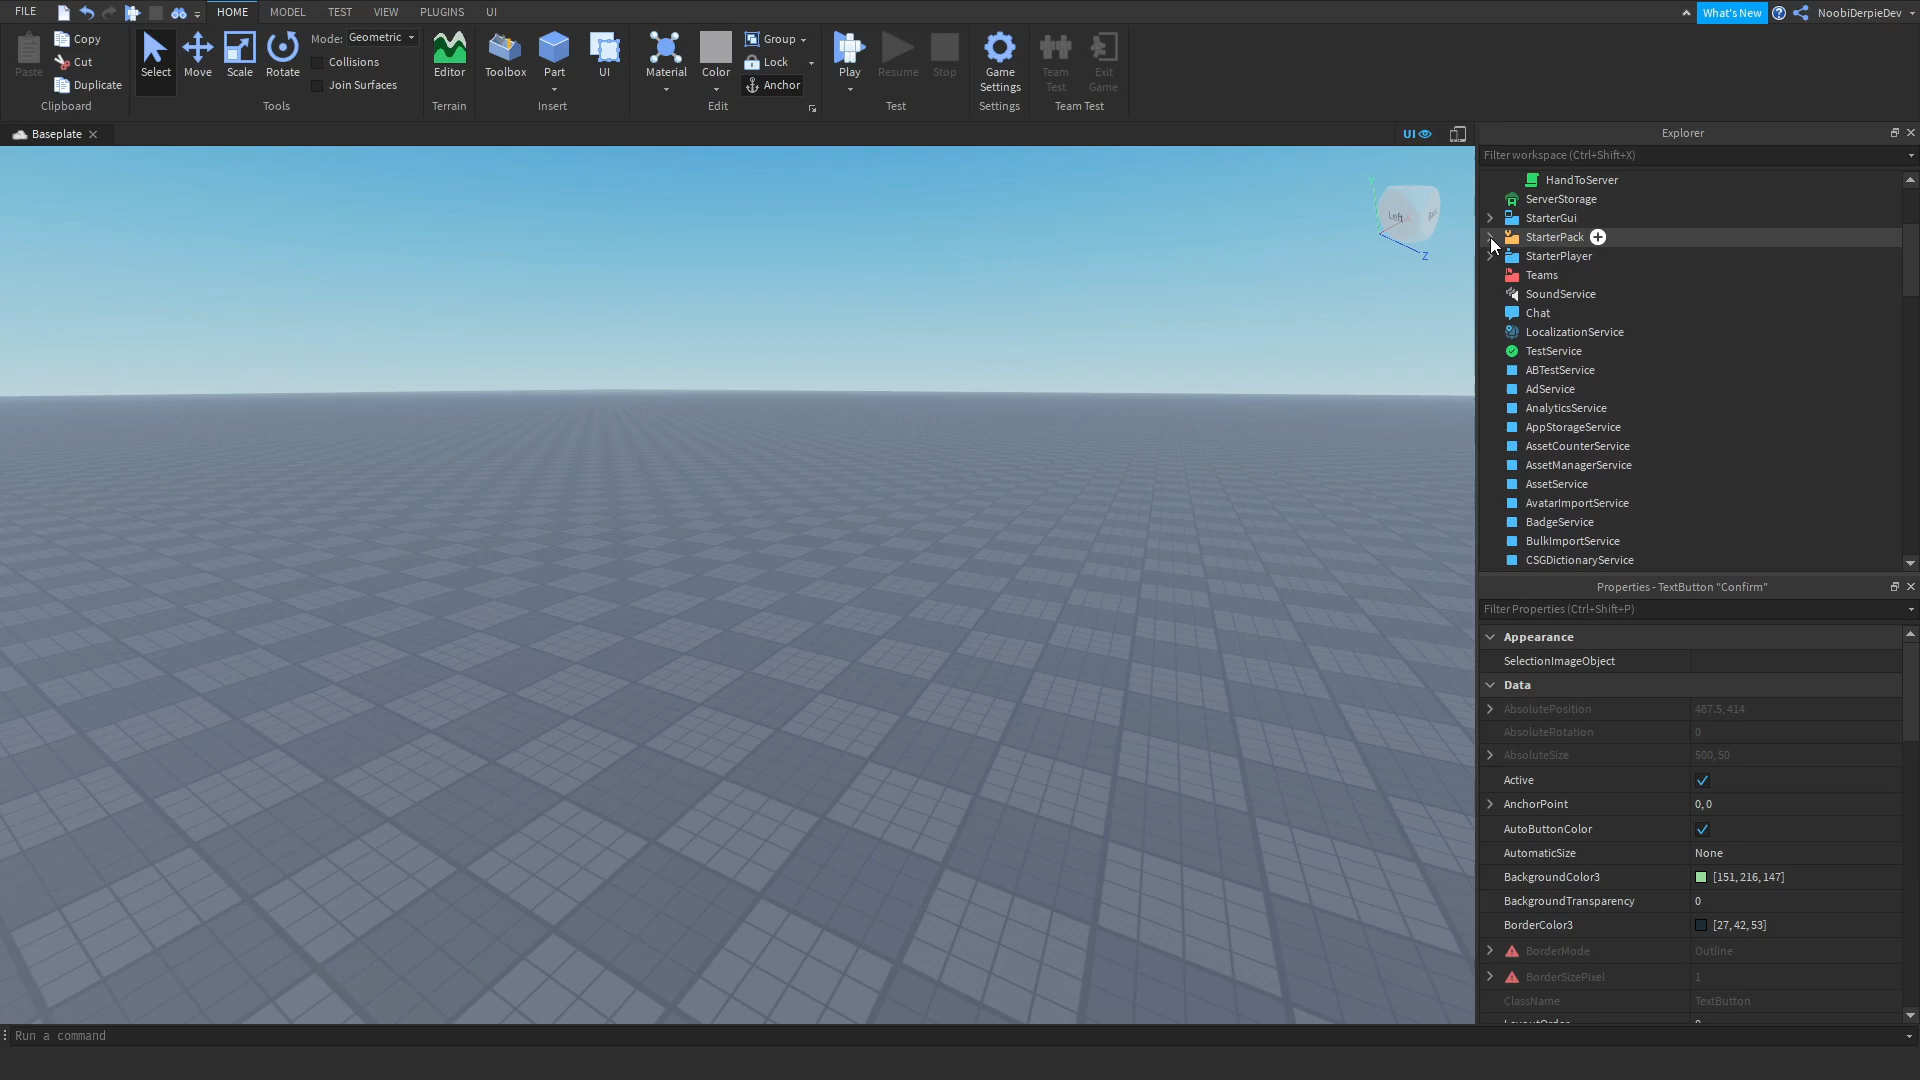 FILE
HOME
MODEL
TEST
VIEW
PLUGINS
UI
What's New
NoobiDerpieDev
Paste
Copy
Cut
Duplicate
Clipboard
Select
Move
Scale
Rotate
Mode: Geometric
Collisions
Join Surfaces
Tools
Editor
Terrain
Toolbox
Part
UI
Insert
Material
Color
Group
Lock
Anchor
Edit
Play
Resume
Stop
Test
Game
Settings
Settings
Team
Test
Exit
Game
Team Test
Baseplate
UI
Explorer
Filter workspace (Ctrl+Shift+X)
HandToServer
ServerStorage
StarterGui
StarterPack
StarterPlayer
Teams
SoundService
Chat
LocalizationService
TestService
ABTestService
AdService
AnalyticsService
AppStorageService
AssetCounterService
AssetManagerService
AssetService
AvatarImportService
BadgeService
BulkImportService
CSGDictionaryService
Left
Y
Z
Properties - TextButton "Confirm"
Filter Properties (Ctrl+Shift+P)
Appearance
SelectionImageObject
Data
AbsolutePosition 487.5, 414
AbsoluteRotation 0
AbsoluteSize 500, 50
Active
AnchorPoint 0, 0
AutoButtonColor
AutomaticSize None
BackgroundColor3 [151, 216, 147]
BackgroundTransparency 0
BorderColor3 [27, 42, 53]
BorderMode Outline
BorderSizePixel 1
ClassName TextButton
Run a command